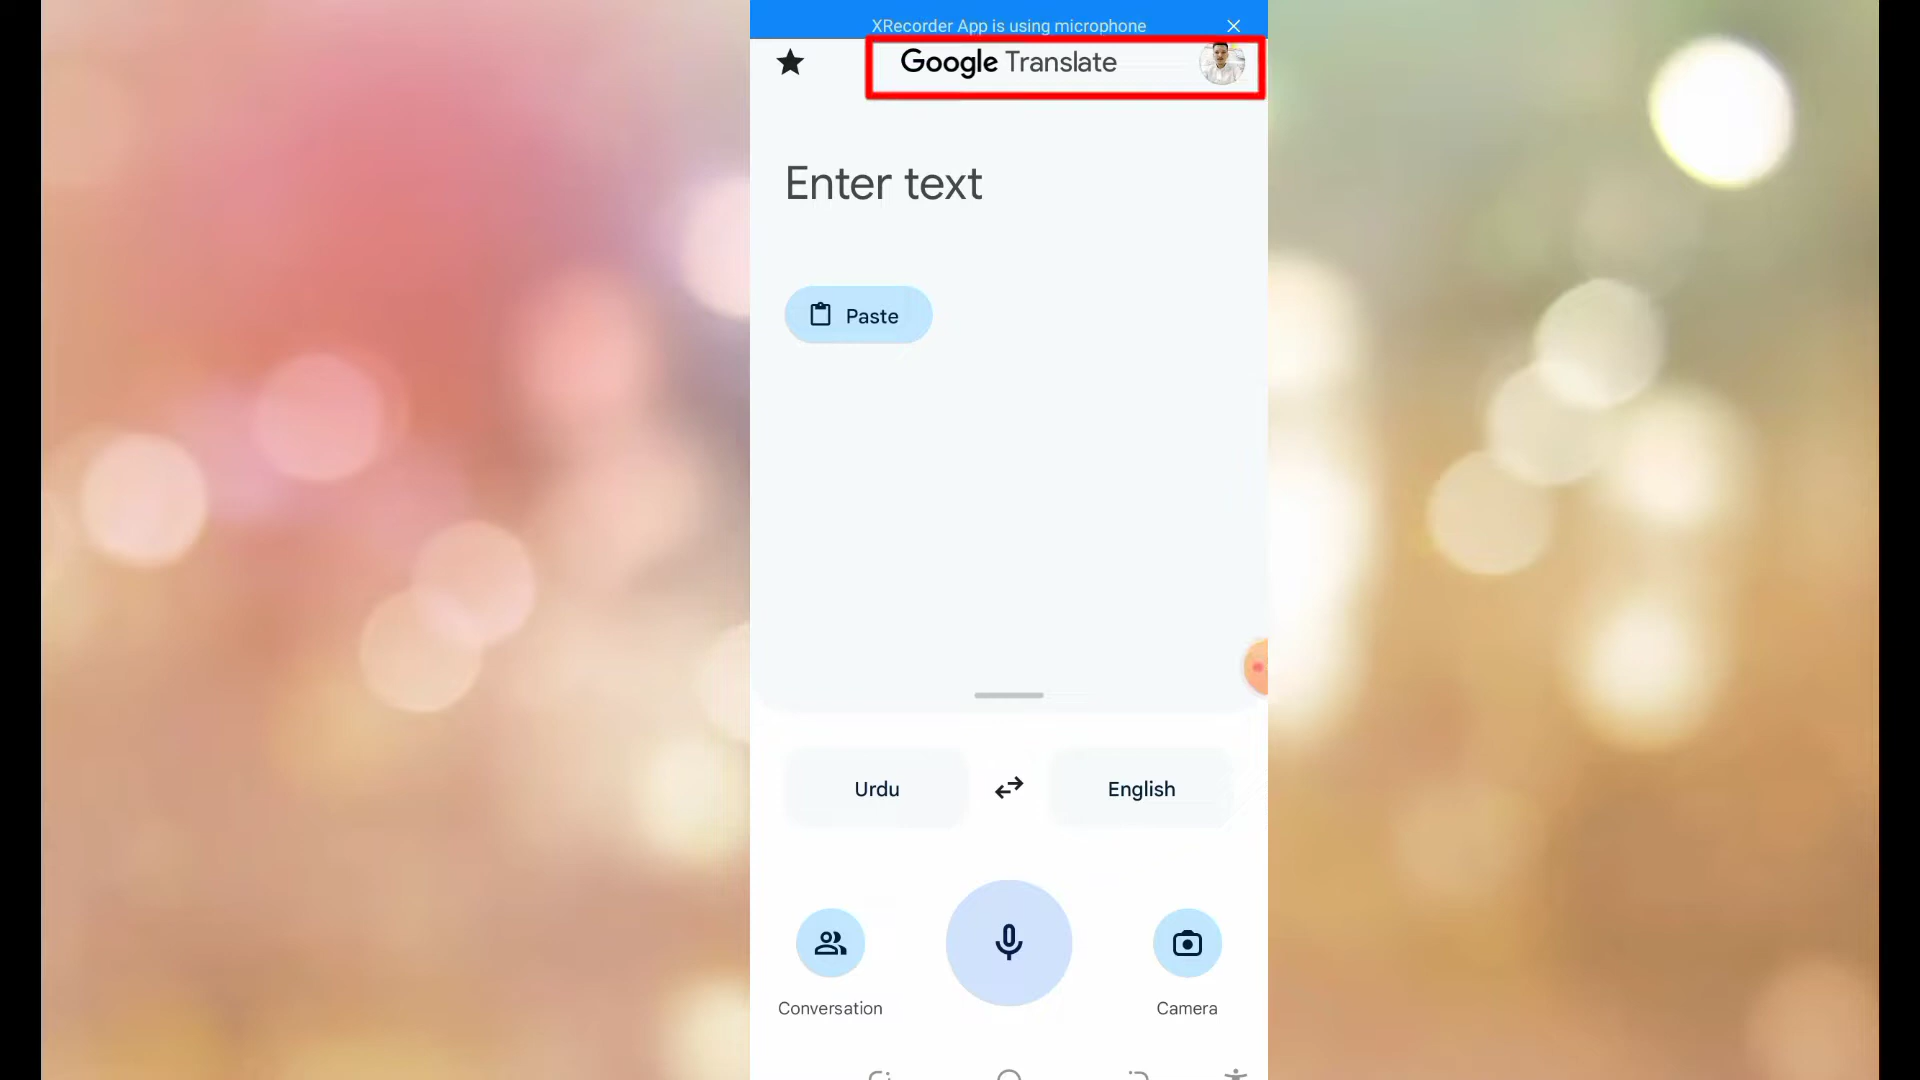 XRecorder App is using microphone
Google Translate
Enter text
Paste
Urdu
English
Conversation
Camera